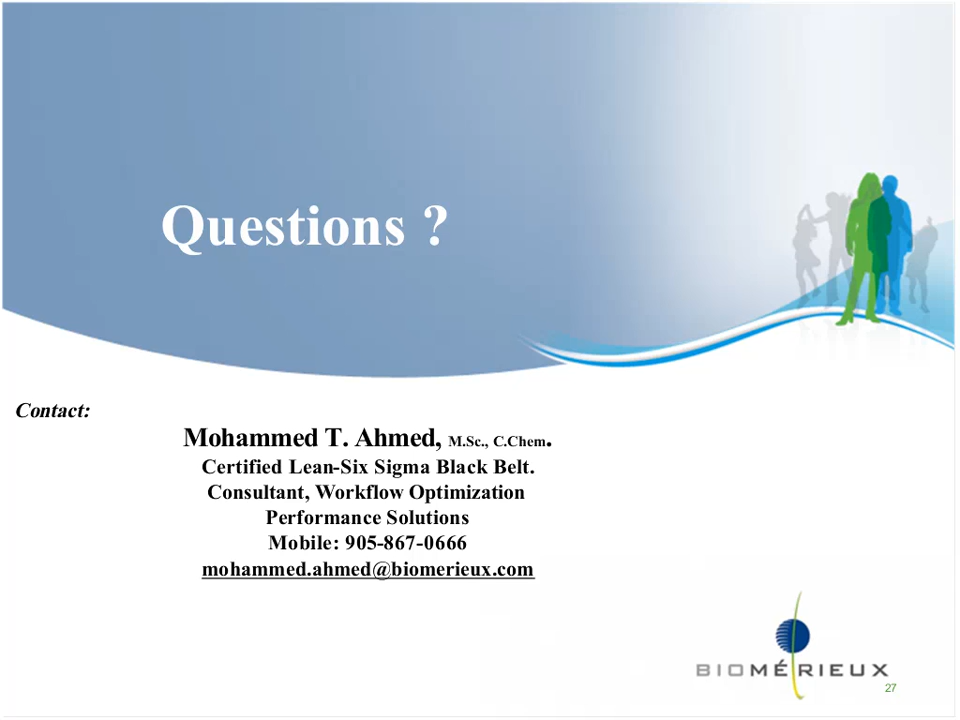 Questions ?
Contact:
Mohammed T. Ahmed, M.Sc., C.Chem.
Certified Lean-Six Sigma Black Belt.
Consultant, Workflow Optimization
Performance Solutions
Mobile: 905-867-0666
mohammed.ahmed@biomerieux.com
BIOMÉRIEUX
27